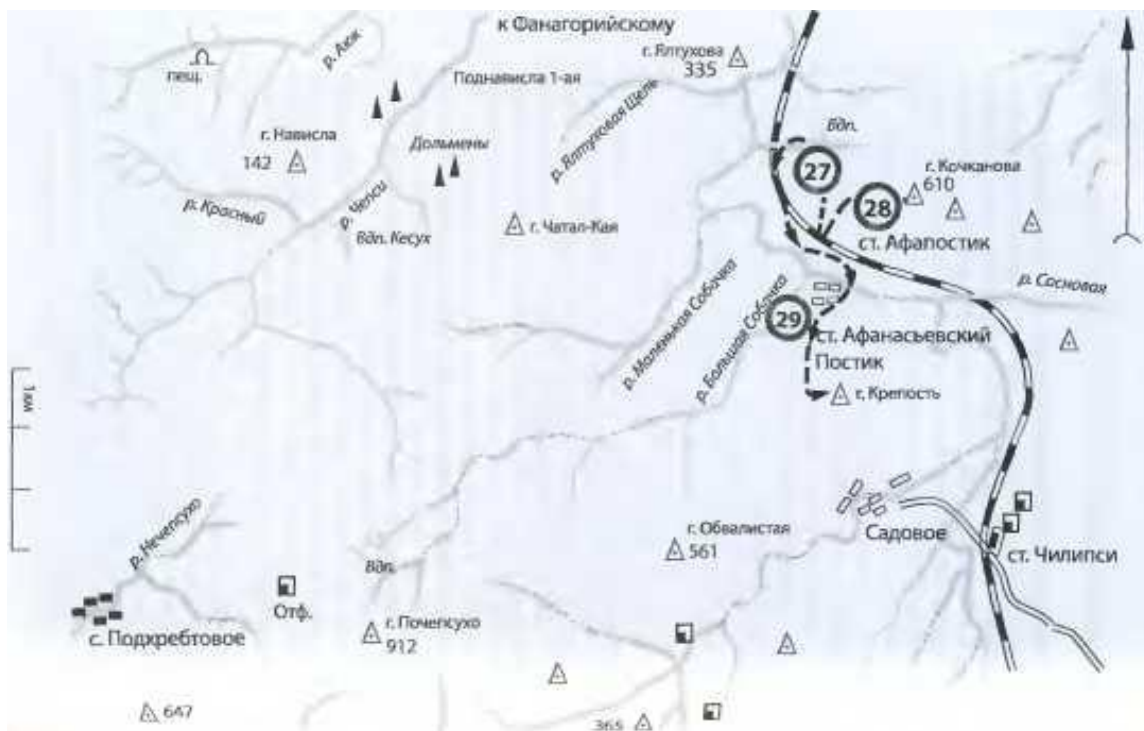 к Фанагорийскому
р. Аюк
пещ.
г. Ялтухова
335
Поднависла 1-ая
г. Нависла
142
Дольмены
р. Ялтуховая Щель
Вдп.
27
г. Кочканова
610
28
р. Красный
р. Чепси
Вдп. Кесух
г. Чатал-Кая
ст. Афапостик
р. Сосновая
р. Маленькая Собачка
р. Большая Собачка
29
ст. Афанасьевский
Постик
г. Крепость
1км
р. Нечепсухо
г. Обвалистая
561
Садовое
ст. Чилипси
Вдп.
Отф.
с. Подхребтовое
г. Почепсухо
912
647
365